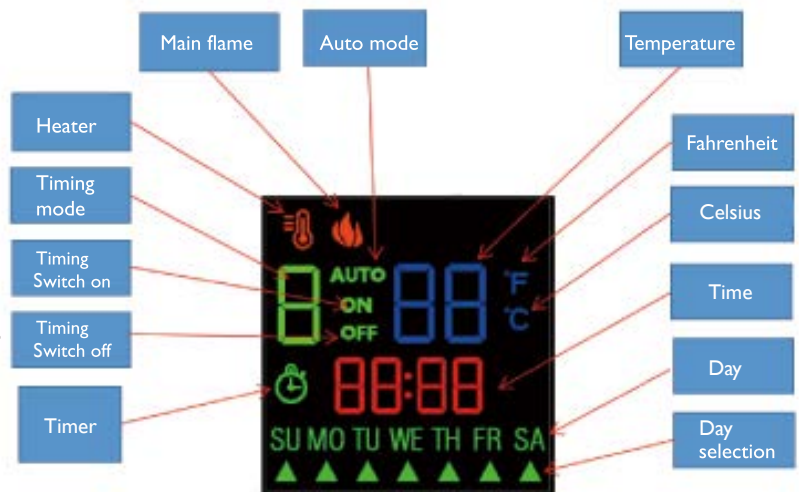 Main flame
Auto mode
Temperature
Heater
Fahrenheit
Timing
mode
Celsius
Timing
Switch on
Time
Timing
Switch off
Day
Timer
Day
selection
8 AUTO 88 °F
ON
OFF °C
88:88
SU MO TU WE TH FR SA